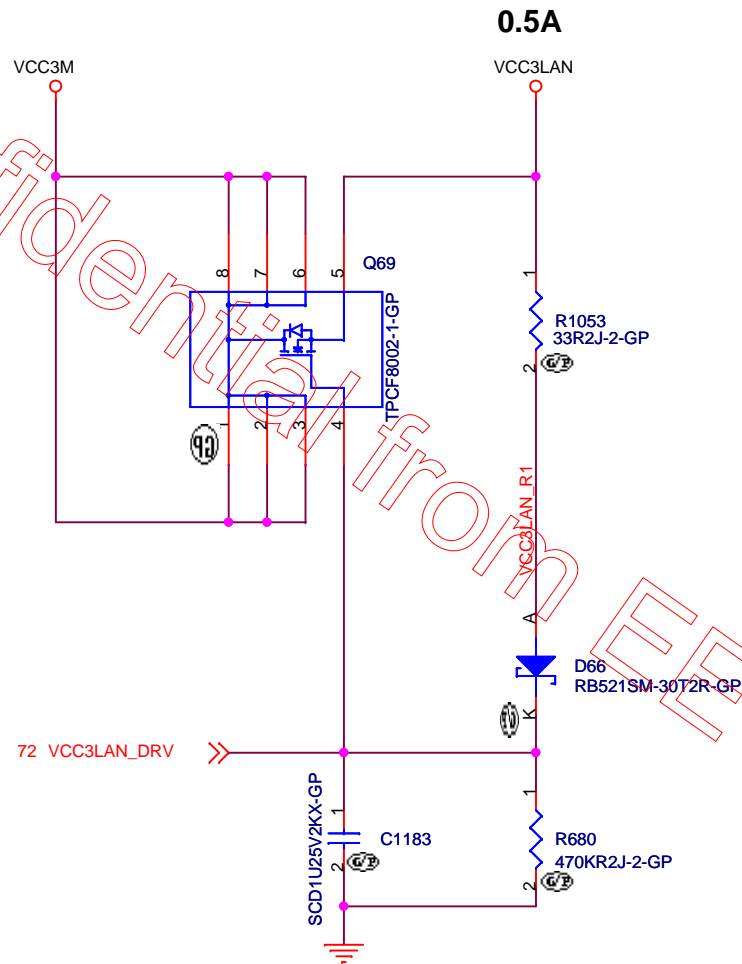 0.5A
VCC3M
VCC3LAN
8
7
6
5
Q69
TPCF8002-1-GP
1
R1053
33R2J-2-GP
2
G/P
1
2
3
4
GP
VCC3LAN_R1
A
D66
RB521SM-30T2R-GP
K
72 VCC3LAN_DRV
SCD1U25V2KX-GP
1
C1183
2
G/P
1
R680
470KR2J-2-GP
2
G/P
fidential from EE